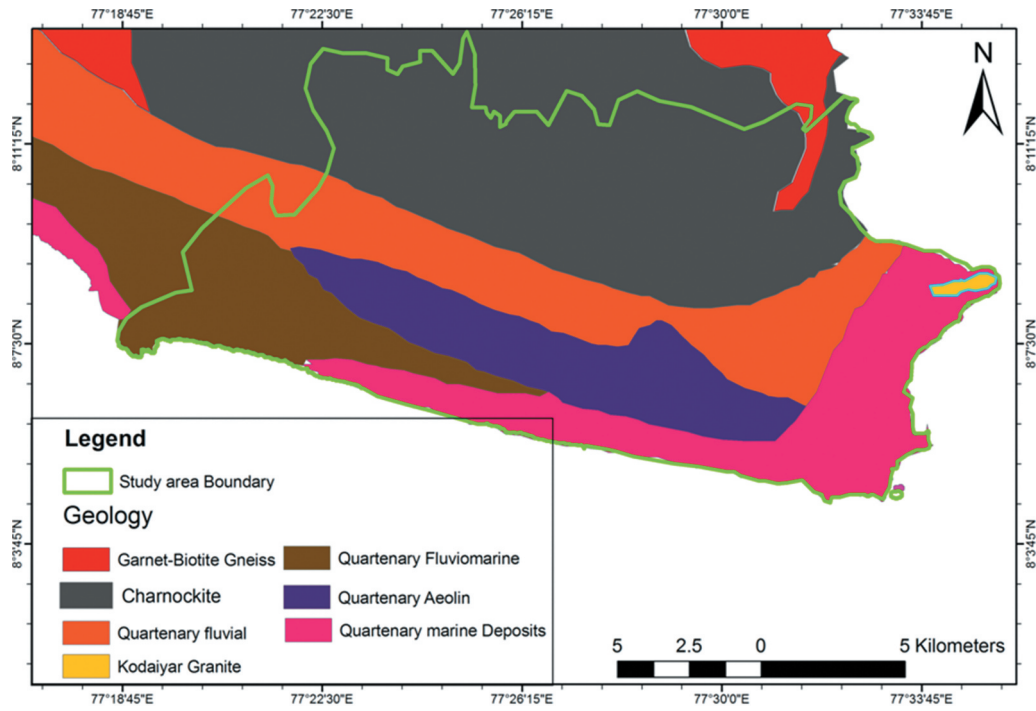 77°18'45"E 77°22'30"E 77°26'15"E 77°30'0"E 77°33'45"E
N
8°11'15"N 8°11'15"N
8°7'30"N 8°7'30"N
8°3'45"N 8°3'45"N
Legend
Study area Boundary
Geology
Garnet-Biotite Gneiss
Charnockite
Quartenary fluvial
Kodaiyar Granite
Quartenary Fluviomarine
Quartenary Aeolin
Quartenary marine Deposits
5 2.5 0 5 Kilometers
77°18'45"E 77°22'30"E 77°26'15"E 77°30'0"E 77°33'45"E